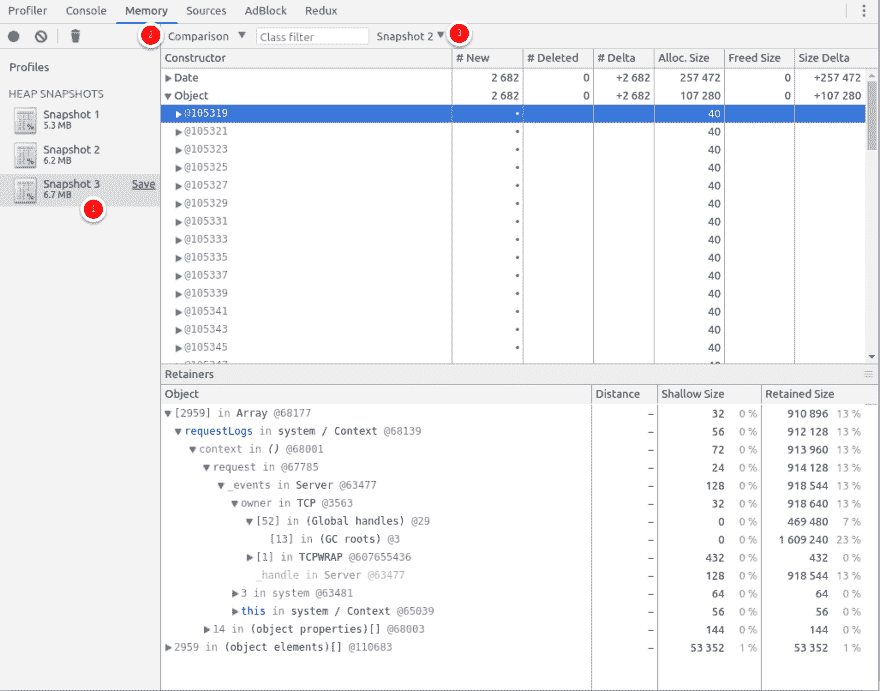 Profiler Console Memory Sources AdBlock Redux
2 Comparison ▼ Class filter Snapshot 2 ▼ 3
Profiles
HEAP SNAPSHOTS
Snapshot 1
5.3 MB
Snapshot 2
6.2 MB
Snapshot 3 Save
6.7 MB
1
Constructor # New # Deleted # Delta Alloc. Size Freed Size Size Delta
▶Date 2 682 0 +2 682 257 472 0 +257 472
▼Object 2 682 0 +2 682 107 280 0 +107 280
▶@105319 • 40
▶@105321 • 40
▶@105323 • 40
▶@105325 • 40
▶@105327 • 40
▶@105329 • 40
▶@105331 • 40
▶@105333 • 40
▶@105335 • 40
▶@105337 • 40
▶@105339 • 40
▶@105341 • 40
▶@105343 • 40
▶@105345 • 40
Retainers
Object Distance Shallow Size Retained Size
▼[2959] in Array @68177 – 32 0 % 910 896 13 %
▼requestLogs in system / Context @68139 – 56 0 % 912 128 13 %
▼context in () @68001 – 72 0 % 913 960 13 %
▼request in @67785 – 24 0 % 914 128 13 %
▼_events in Server @63477 – 128 0 % 918 544 13 %
▼owner in TCP @3563 – 32 0 % 918 640 13 %
▼[52] in (Global handles) @29 – 0 0 % 469 480 7 %
[13] in (GC roots) @3 – 0 0 % 1 609 240 23 %
▶[1] in TCPWRAP @607655436 – 432 0 % 432 0 %
_handle in Server @63477 – 128 0 % 918 544 13 %
▶3 in system @63481 – 64 0 % 64 0 %
▶this in system / Context @65039 – 56 0 % 56 0 %
▶14 in (object properties)[] @68003 – 144 0 % 144 0 %
▶2959 in (object elements)[] @110683 – 53 352 1 % 53 352 1 %